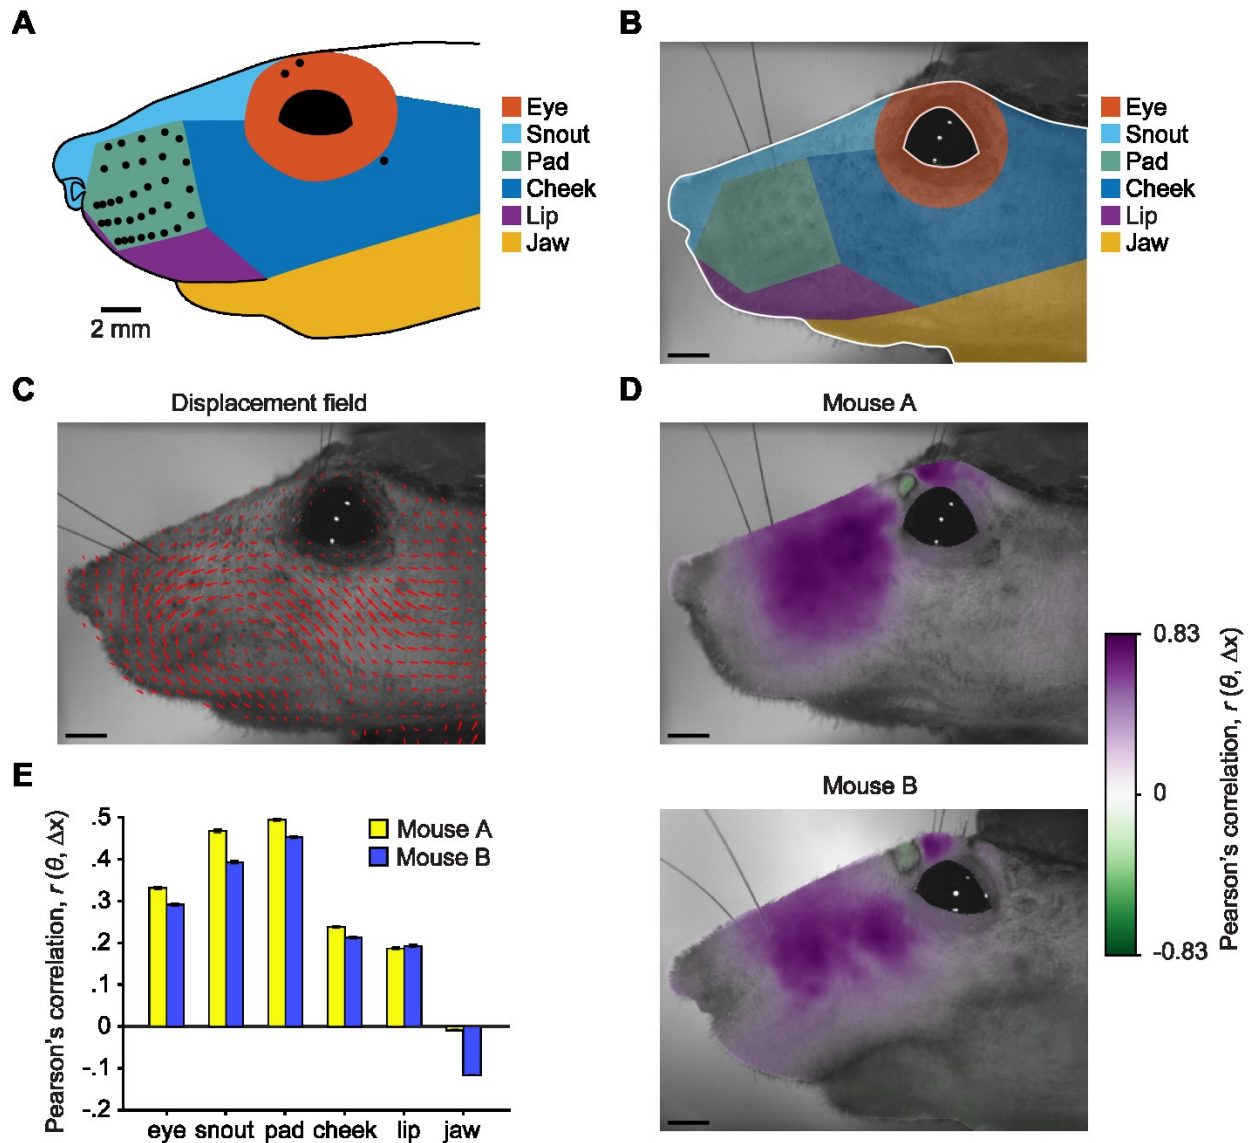 A
Eye
Snout
Pad
Cheek
Lip
Jaw
2 mm
B
Eye
Snout
Pad
Cheek
Lip
Jaw
C
Displacement field
D
Mouse A
Mouse B
0.83
0
-0.83
Pearson's correlation, r (θ, Δx)
E
Pearson's correlation, r (θ, Δx)
.5
.4
.3
.2
.1
0
-.1
-.2
Mouse A
Mouse B
eye snout pad cheek lip jaw